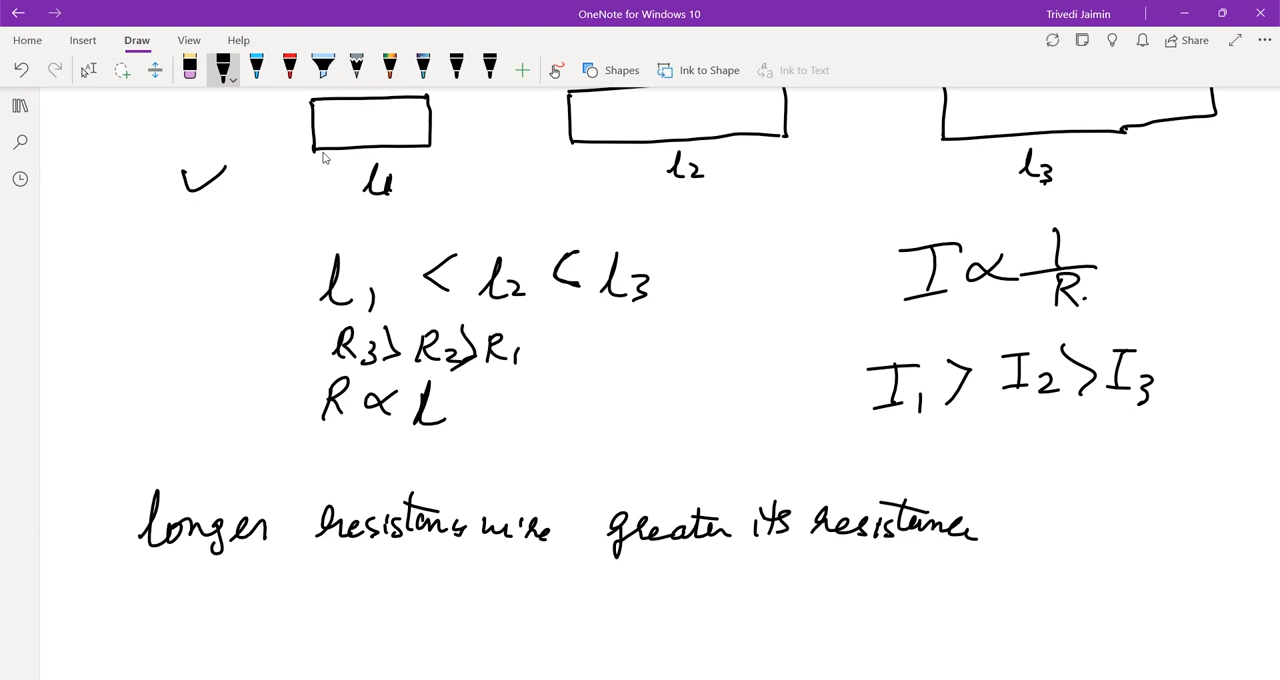 OneNote for Windows 10
Trivedi Jaimin
Home Insert Draw View Help
Share
Shapes Ink to Shape Ink to Text
l1 l2 l3
l1 < l2 < l3
I ∝ 1/R.
R3 > R2 > R1
I1 > I2 > I3
R ∝ l
longer resistans wire greater its resistance